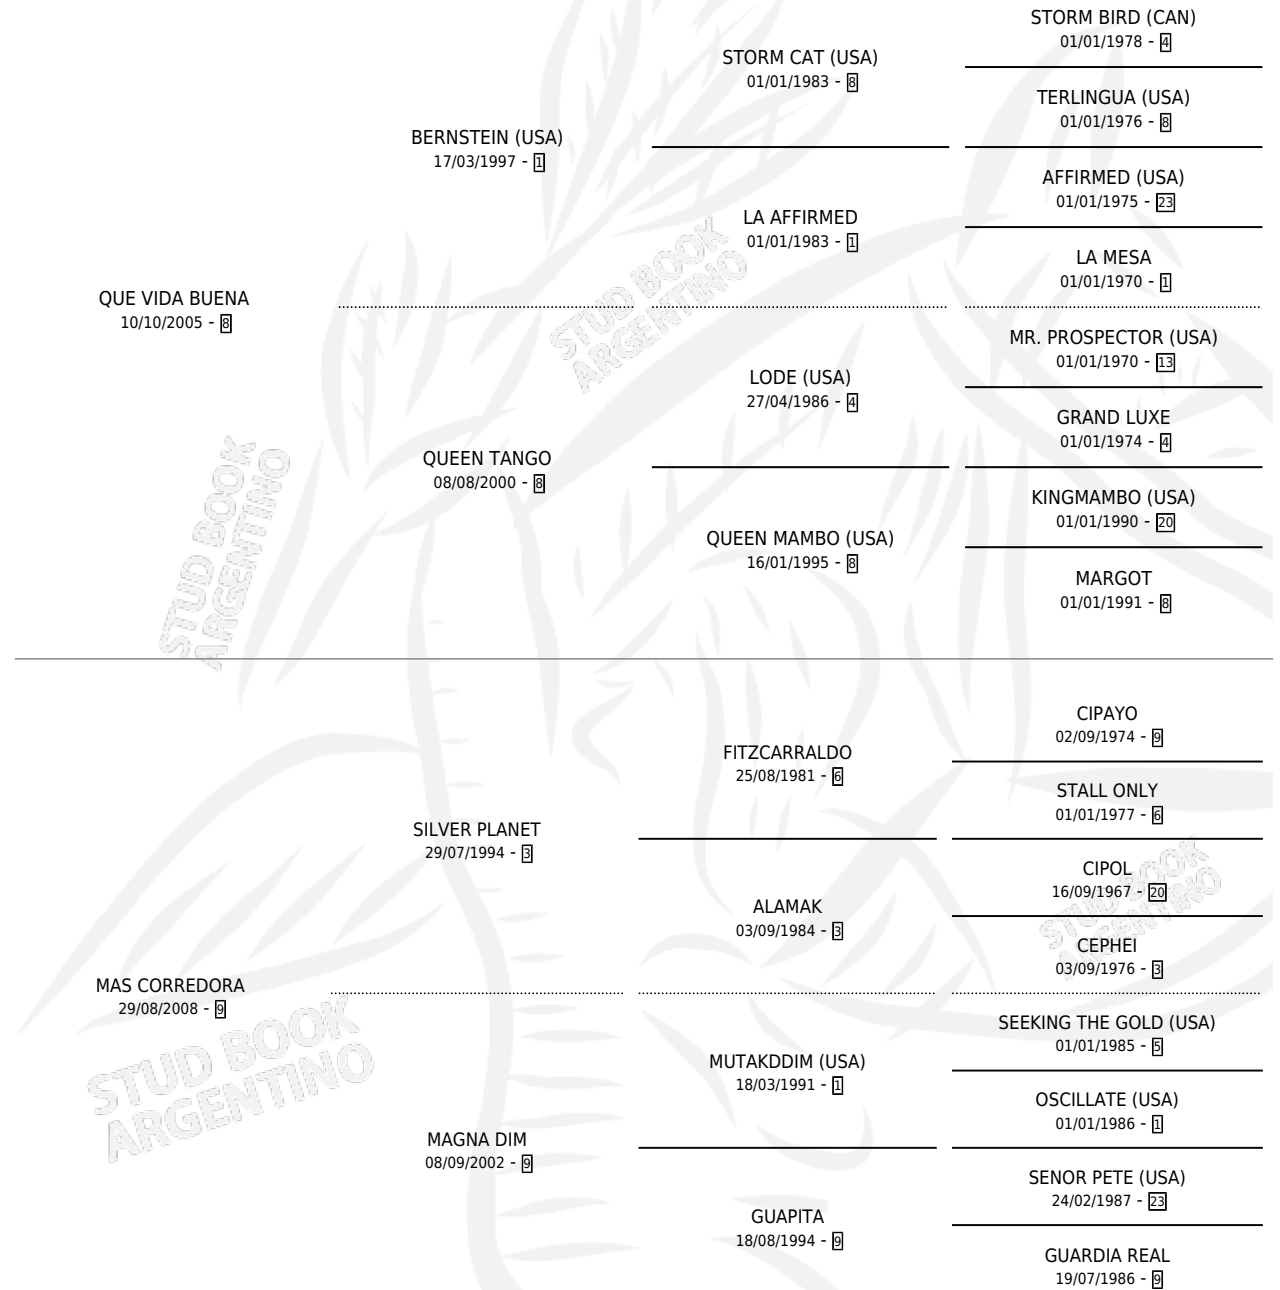 STORM BIRD (CAN)
01/01/1978 - 4
STORM CAT (USA)
01/01/1983 - 8
TERLINGUA (USA)
01/01/1976 - 8
BERNSTEIN (USA)
17/03/1997 - 1
AFFIRMED (USA)
01/01/1975 - 23
LA AFFIRMED
01/01/1983 - 1
LA MESA
01/01/1970 - 1
QUE VIDA BUENA
10/10/2005 - 8
MR. PROSPECTOR (USA)
01/01/1970 - 13
LODE (USA)
27/04/1986 - 4
GRAND LUXE
01/01/1974 - 4
QUEEN TANGO
08/08/2000 - 8
KINGMAMBO (USA)
01/01/1990 - 20
QUEEN MAMBO (USA)
16/01/1995 - 8
MARGOT
01/01/1991 - 8
CIPAYO
02/09/1974 - 9
FITZCARRALDO
25/08/1981 - 6
STALL ONLY
01/01/1977 - 6
SILVER PLANET
29/07/1994 - 3
CIPOL
16/09/1967 - 20
ALAMAK
03/09/1984 - 3
CEPHEI
03/09/1976 - 3
MAS CORREDORA
29/08/2008 - 9
SEEKING THE GOLD (USA)
01/01/1985 - 5
MUTAKDDIM (USA)
18/03/1991 - 1
OSCILLATE (USA)
01/01/1986 - 1
MAGNA DIM
08/09/2002 - 9
SENOR PETE (USA)
24/02/1987 - 23
GUAPITA
18/08/1994 - 9
GUARDIA REAL
19/07/1986 - 9
STUD BOOK
ARGENTINO
STUD BOOK
ARGENTINO
STUD BOOK
ARGENTINO
STUD BOOK
ARGENTINO